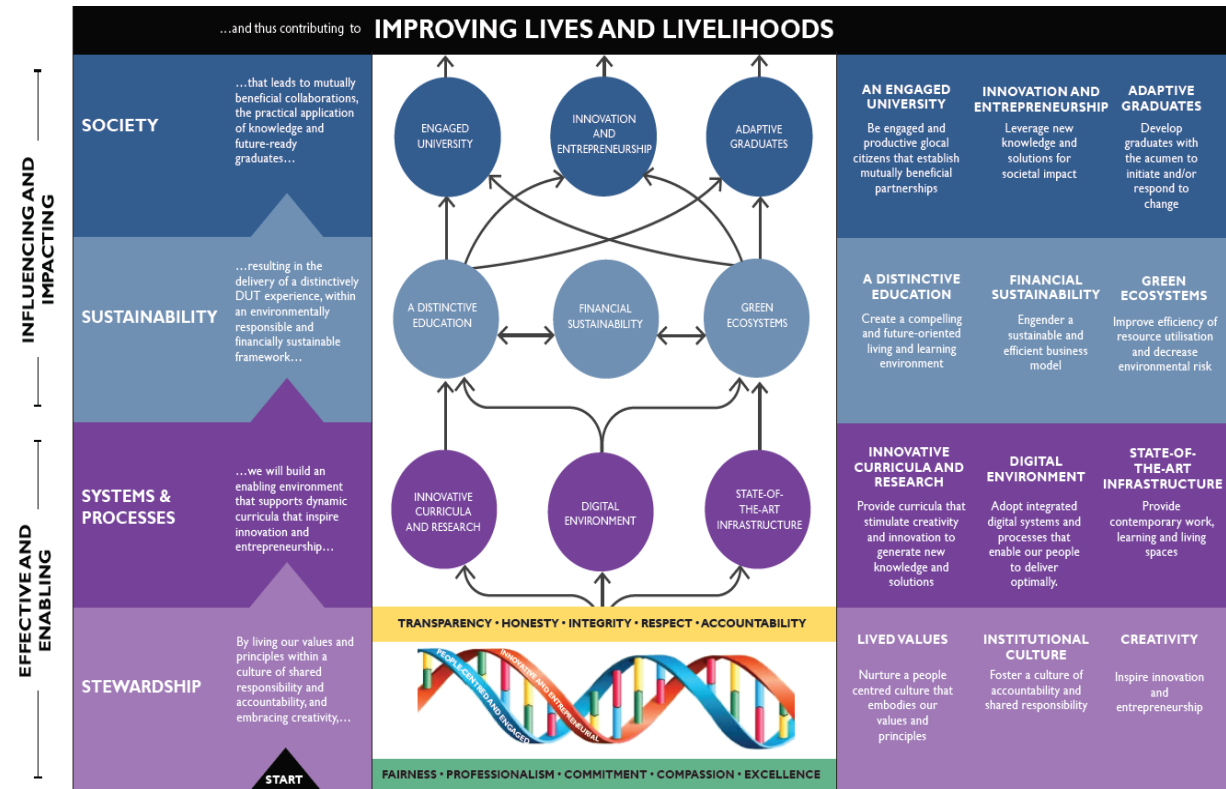 …and thus contributing to IMPROVING LIVES AND LIVELIHOODS
INFLUENCING AND
IMPACTING
EFFECTIVE AND
ENABLING
SOCIETY
…that leads to mutually
beneficial collaborations,
the practical application
of knowledge and
future-ready
graduates…
ENGAGED
UNIVERSITY
INNOVATION
AND
ENTREPRENEURSHIP
ADAPTIVE
GRADUATES
AN ENGAGED
UNIVERSITY
Be engaged and
productive glocal
citizens that establish
mutually beneficial
partnerships
INNOVATION AND
ENTREPRENEURSHIP
Leverage new
knowledge and
solutions for
societal impact
ADAPTIVE
GRADUATES
Develop
graduates with
the acumen to
initiate and/or
respond to
change
SUSTAINABILITY
…resulting in the
delivery of a distinctively
DUT experience, within
an environmentally
responsible and
financially sustainable
framework…
A DISTINCTIVE
EDUCATION
FINANCIAL
SUSTAINABILITY
GREEN
ECOSYSTEMS
A DISTINCTIVE
EDUCATION
Create a compelling
and future-oriented
living and learning
environment
FINANCIAL
SUSTAINABILITY
Engender a
sustainable and
efficient business
model
GREEN
ECOSYSTEMS
Improve efficiency of
resource utilisation
and decrease
environmental risk
SYSTEMS &
PROCESSES
…we will build an
enabling environment
that supports dynamic
curricula that inspire
innovation and
entrepreneurship…
INNOVATIVE
CURRICULA
AND RESEARCH
DIGITAL
ENVIRONMENT
STATE-OF-
THE-ART
INFRASTRUCTURE
INNOVATIVE
CURRICULA AND
RESEARCH
Provide curricula that
stimulate creativity
and innovation to
generate new
knowledge and
solutions
DIGITAL
ENVIRONMENT
Adopt integrated
digital systems and
processes that
enable our people
to deliver
optimally.
STATE-OF-
THE-ART
INFRASTRUCTURE
Provide
contemporary work,
learning and living
spaces
STEWARDSHIP
By living our values and
principles within a
culture of shared
responsibility and
accountability, and
embracing creativity,…
START
TRANSPARENCY • HONESTY • INTEGRITY • RESPECT • ACCOUNTABILITY
PEOPLE-CENTRED AND ENGAGED
INNOVATIVE AND ENTREPRENEURIAL
FAIRNESS • PROFESSIONALISM • COMMITMENT • COMPASSION • EXCELLENCE
LIVED VALUES
Nurture a people
centred culture that
embodies our
values and
principles
INSTITUTIONAL
CULTURE
Foster a culture of
accountability and
shared responsibility
CREATIVITY
Inspire innovation
and
entrepreneurship